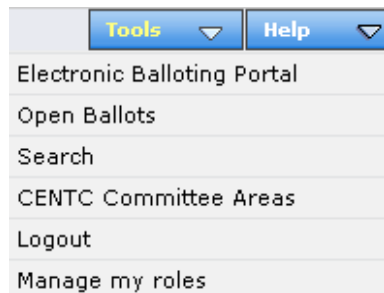 Tools Help
Electronic Balloting Portal
Open Ballots
Search
CENTC Committee Areas
Logout
Manage my roles